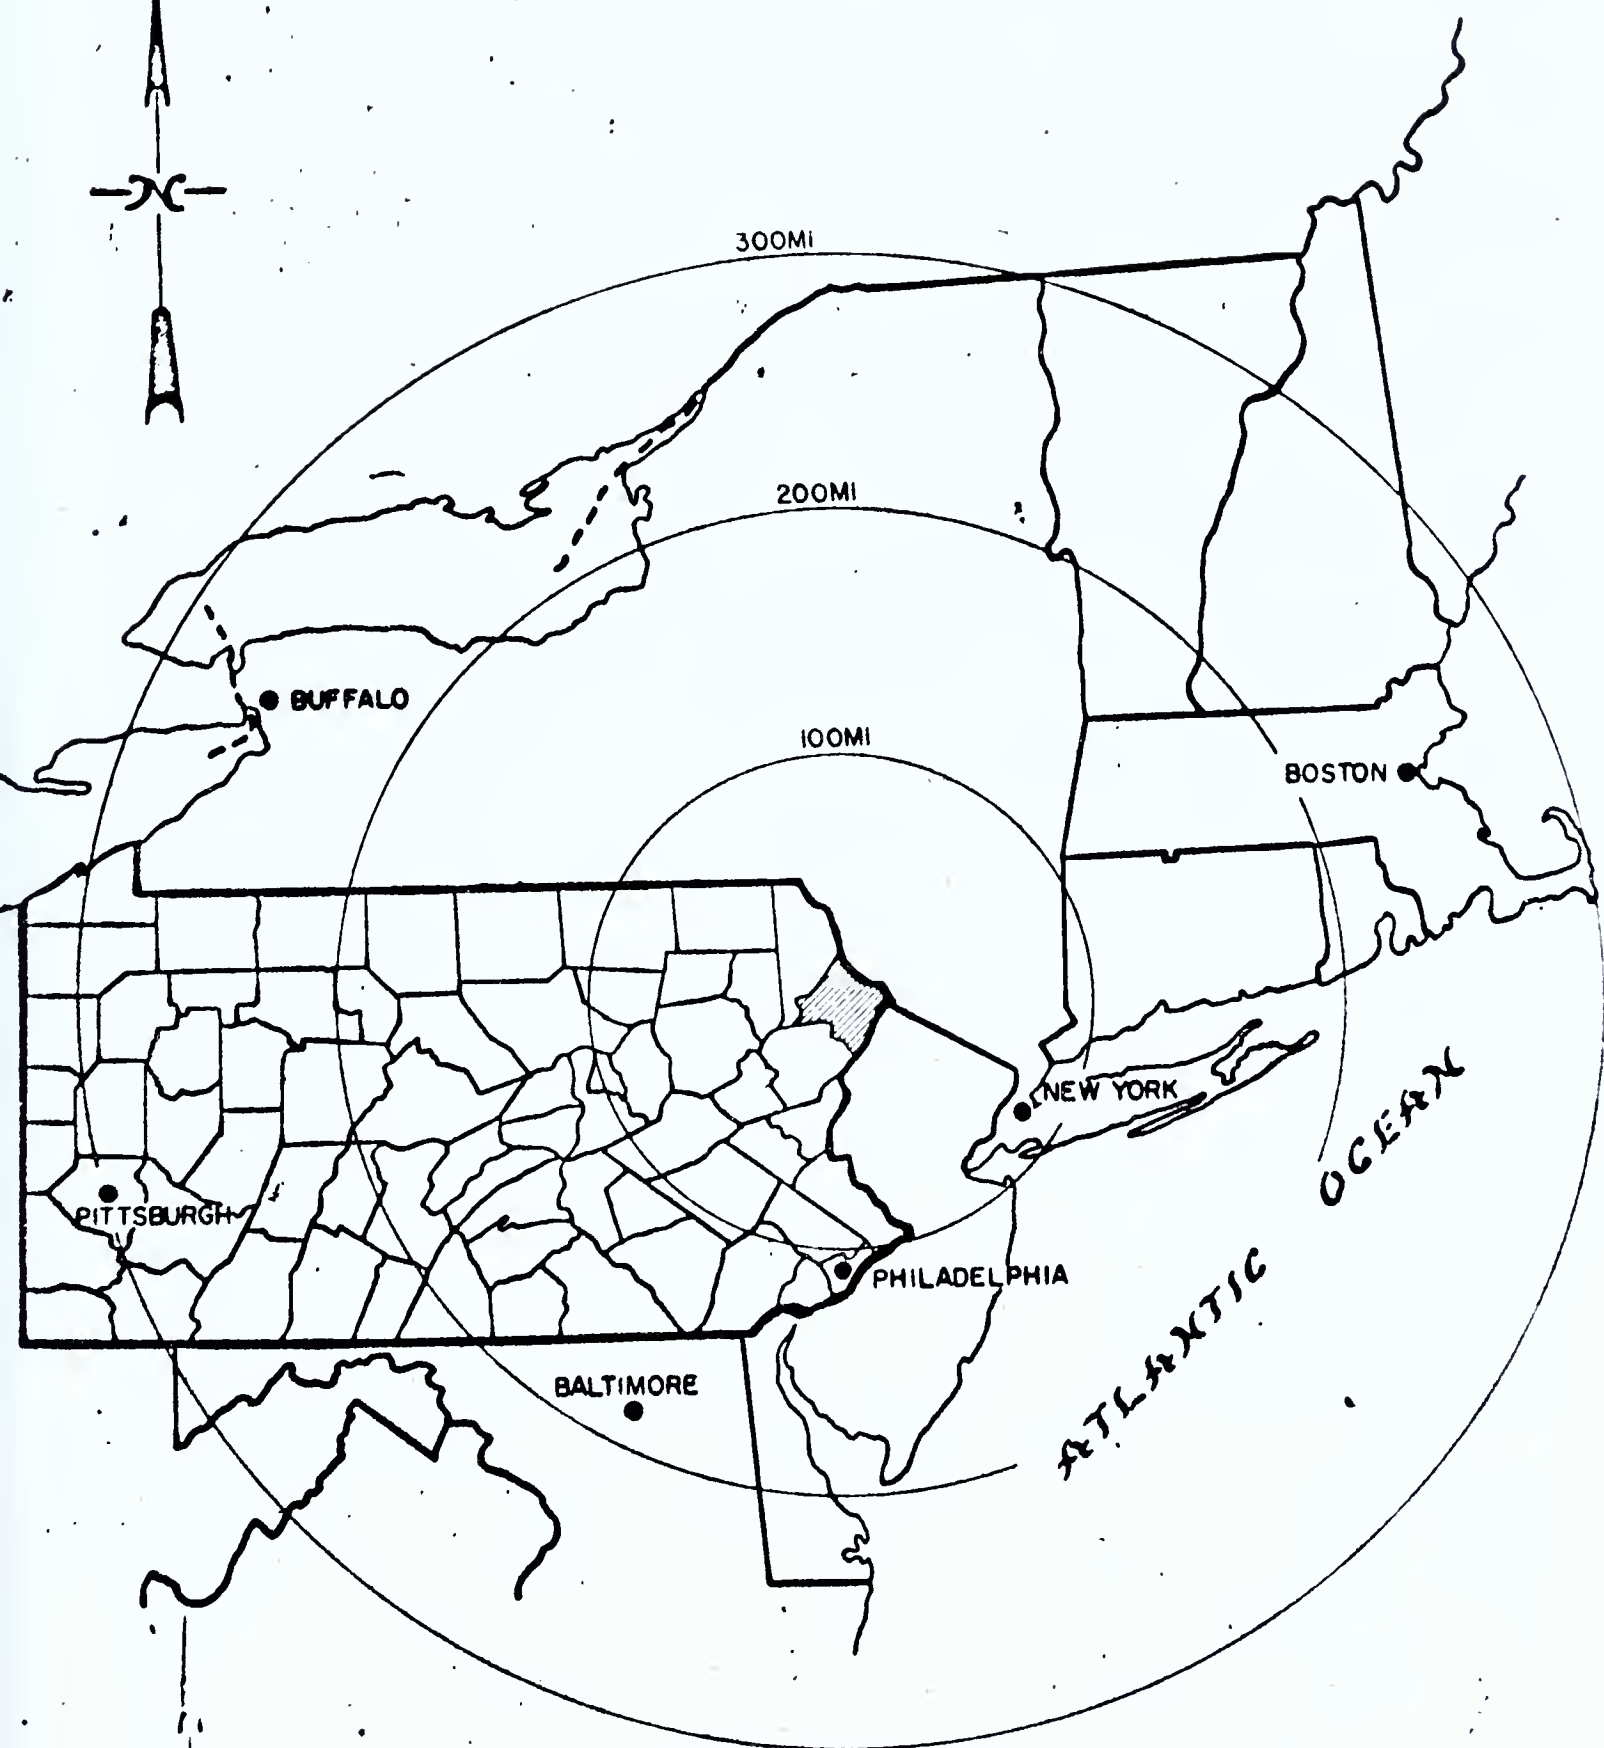 N
300MI
200MI
BUFFALO
100MI
BOSTON
NEW YORK
PITTSBURGH
PHILADELPHIA
BALTIMORE
ATLANTIC OCEAN